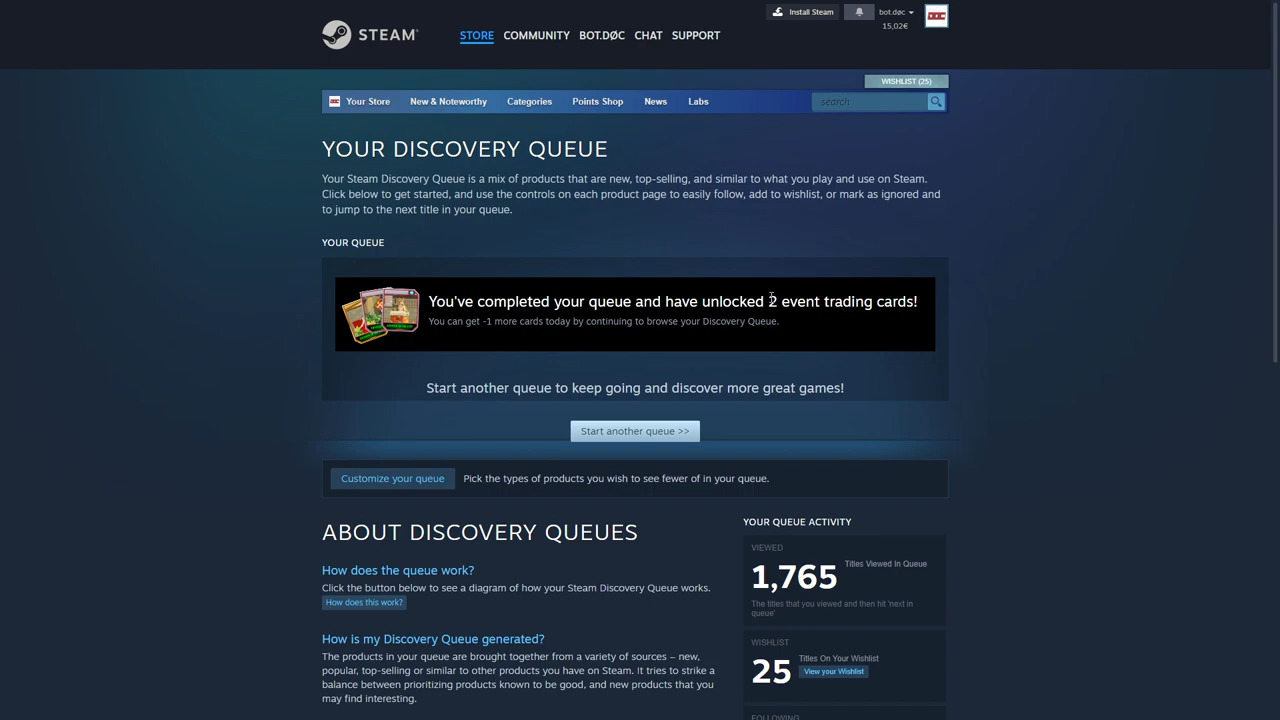 Install Steam
bot.døc
15,02€
STEAM
STORE COMMUNITY BOT.DØC CHAT SUPPORT
WISHLIST (25)
Your Store New & Noteworthy Categories Points Shop News Labs search
YOUR DISCOVERY QUEUE
Your Steam Discovery Queue is a mix of products that are new, top-selling, and similar to what you play and use on Steam.
Click below to get started, and use the controls on each product page to easily follow, add to wishlist, or mark as ignored and
to jump to the next title in your queue.
YOUR QUEUE
You've completed your queue and have unlocked 2 event trading cards!
You can get -1 more cards today by continuing to browse your Discovery Queue.
Start another queue to keep going and discover more great games!
Start another queue >>
Customize your queue Pick the types of products you wish to see fewer of in your queue.
ABOUT DISCOVERY QUEUES
How does the queue work?
Click the button below to see a diagram of how your Steam Discovery Queue works.
How does this work?
How is my Discovery Queue generated?
The products in your queue are brought together from a variety of sources – new,
popular, top-selling or similar to other products you have on Steam. It tries to strike a
balance between prioritizing products known to be good, and new products that you
may find interesting.
YOUR QUEUE ACTIVITY
VIEWED
1,765 Titles Viewed In Queue
The titles that you viewed and then hit 'next in
queue'
WISHLIST
25 Titles On Your Wishlist
View your Wishlist
FOLLOWING